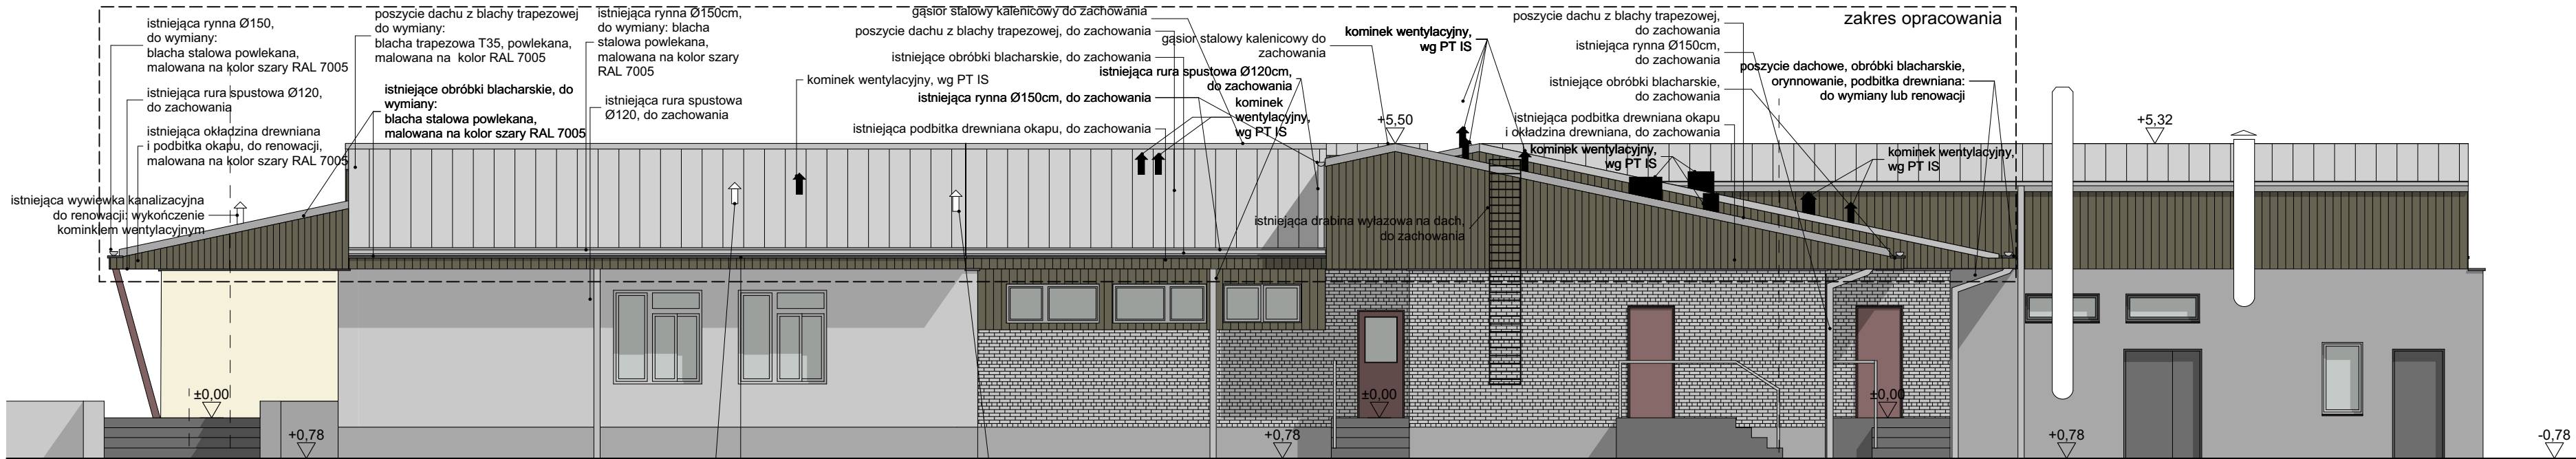 istniejąca rynna Ø150,
do wymiany:
blacha stalowa powlekana,
malowana na kolor szary RAL 7005
istniejąca rura spustowa Ø120,
do zachowania
istniejąca okładzina drewniana
i podbitka okapu, do renowacji,
malowana na kolor szary RAL 7005
istniejąca wywiewka kanalizacyjna
do renowacji: wykończenie
kominkiem wentylacyjnym
poszycie dachu z blachy trapezowej
do wymiany:
blacha trapezowa T35, powlekana,
malowana na kolor RAL 7005
istniejące obróbki blacharskie, do
wymiany:
blacha stalowa powlekana,
malowana na kolor szary RAL 7005
istniejąca rynna Ø150cm,
do wymiany: blacha
stalowa powlekana,
malowana na kolor szary
RAL 7005
istniejąca rura spustowa
Ø120, do zachowania
kominek wentylacyjny, wg PT IS
gąsior stalowy kalenicowy do zachowania
poszycie dachu z blachy trapezowej, do zachowania
istniejące obróbki blacharskie, do zachowania
istniejąca rynna Ø150cm, do zachowania
istniejąca podbitka drewniana okapu, do zachowania
gąsior stalowy kalenicowy do
zachowania
istniejąca rura spustowa Ø120cm,
do zachowania
kominek
wentylacyjny,
wg PT IS
kominek wentylacyjny,
wg PT IS
+5,50
istniejąca drabina wyłazowa na dach,
do zachowania
poszycie dachu z blachy trapezowej,
do zachowania
istniejąca rynna Ø150cm,
do zachowania
istniejące obróbki blacharskie,
do zachowania
istniejąca podbitka drewniana okapu
i okładzina drewniana, do zachowania
kominek wentylacyjny,
wg PT IS
zakres opracowania
poszycie dachowe, obróbki blacharskie,
orynnowanie, podbitka drewniana:
do wymiany lub renowacji
kominek wentylacyjny,
wg PT IS
+5,32
±0,00
+0,78
+0,78
±0,00
±0,00
+0,78
-0,78